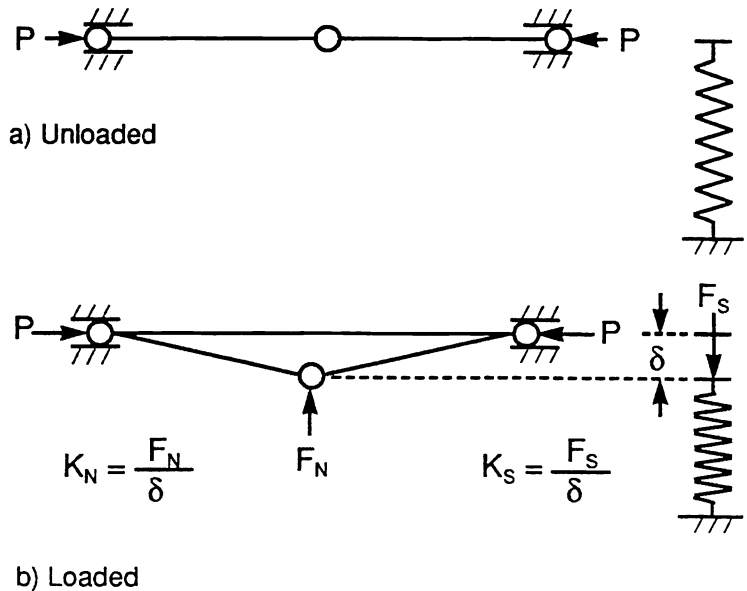 P P
a) Unloaded
F_S
P P
δ
F_N
K_N = F_N / δ
K_S = F_S / δ
b) Loaded